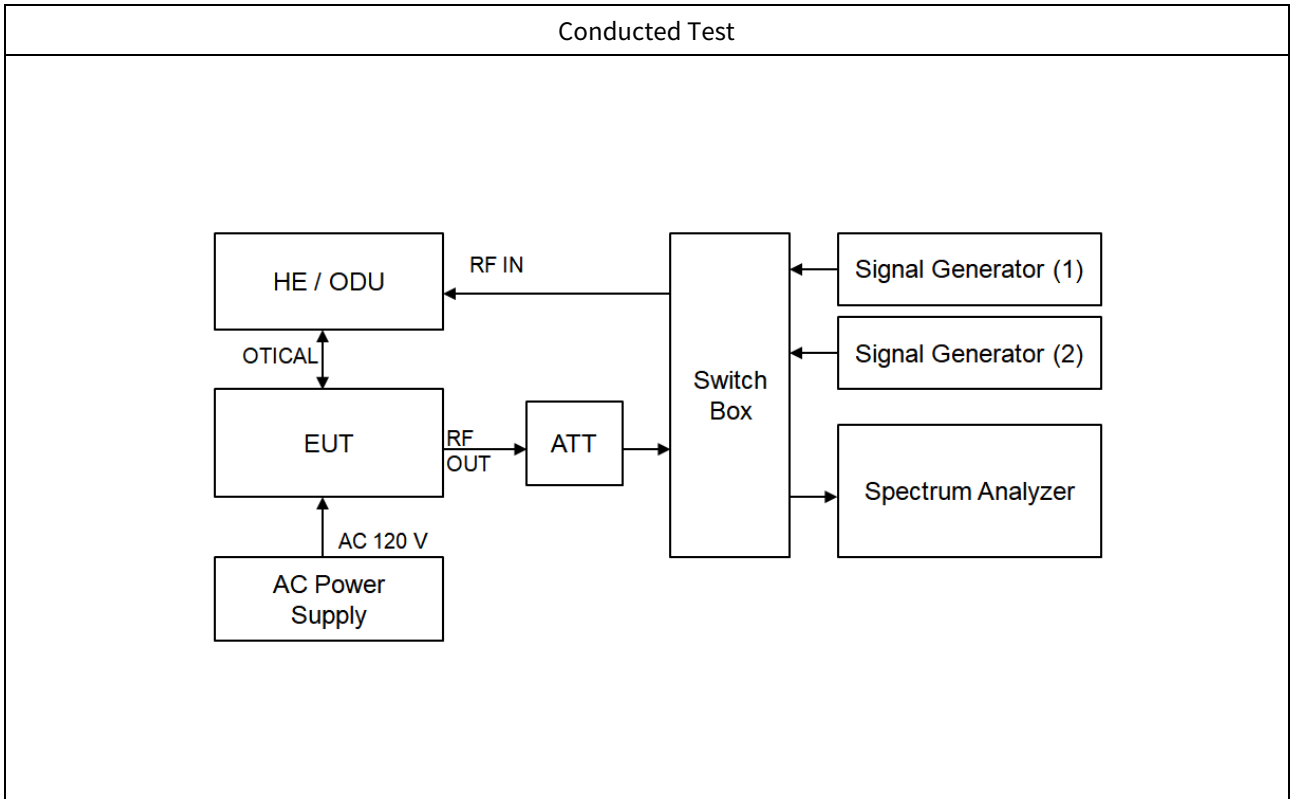 Conducted Test
HE / ODU
RF IN
Signal Generator (1)
OTICAL
Signal Generator (2)
Switch
Box
EUT
RF
OUT
ATT
Spectrum Analyzer
AC 120 V
AC Power
Supply